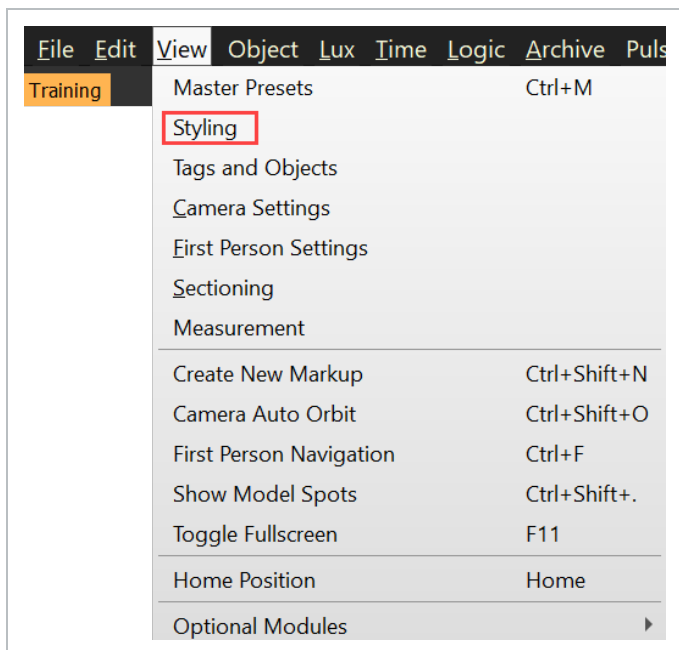 File Edit View Object Lux Time Logic Archive Puls
Training
Master Presets Ctrl+M
Styling
Tags and Objects
Camera Settings
First Person Settings
Sectioning
Measurement
Create New Markup Ctrl+Shift+N
Camera Auto Orbit Ctrl+Shift+O
First Person Navigation Ctrl+F
Show Model Spots Ctrl+Shift+.
Toggle Fullscreen F11
Home Position Home
Optional Modules